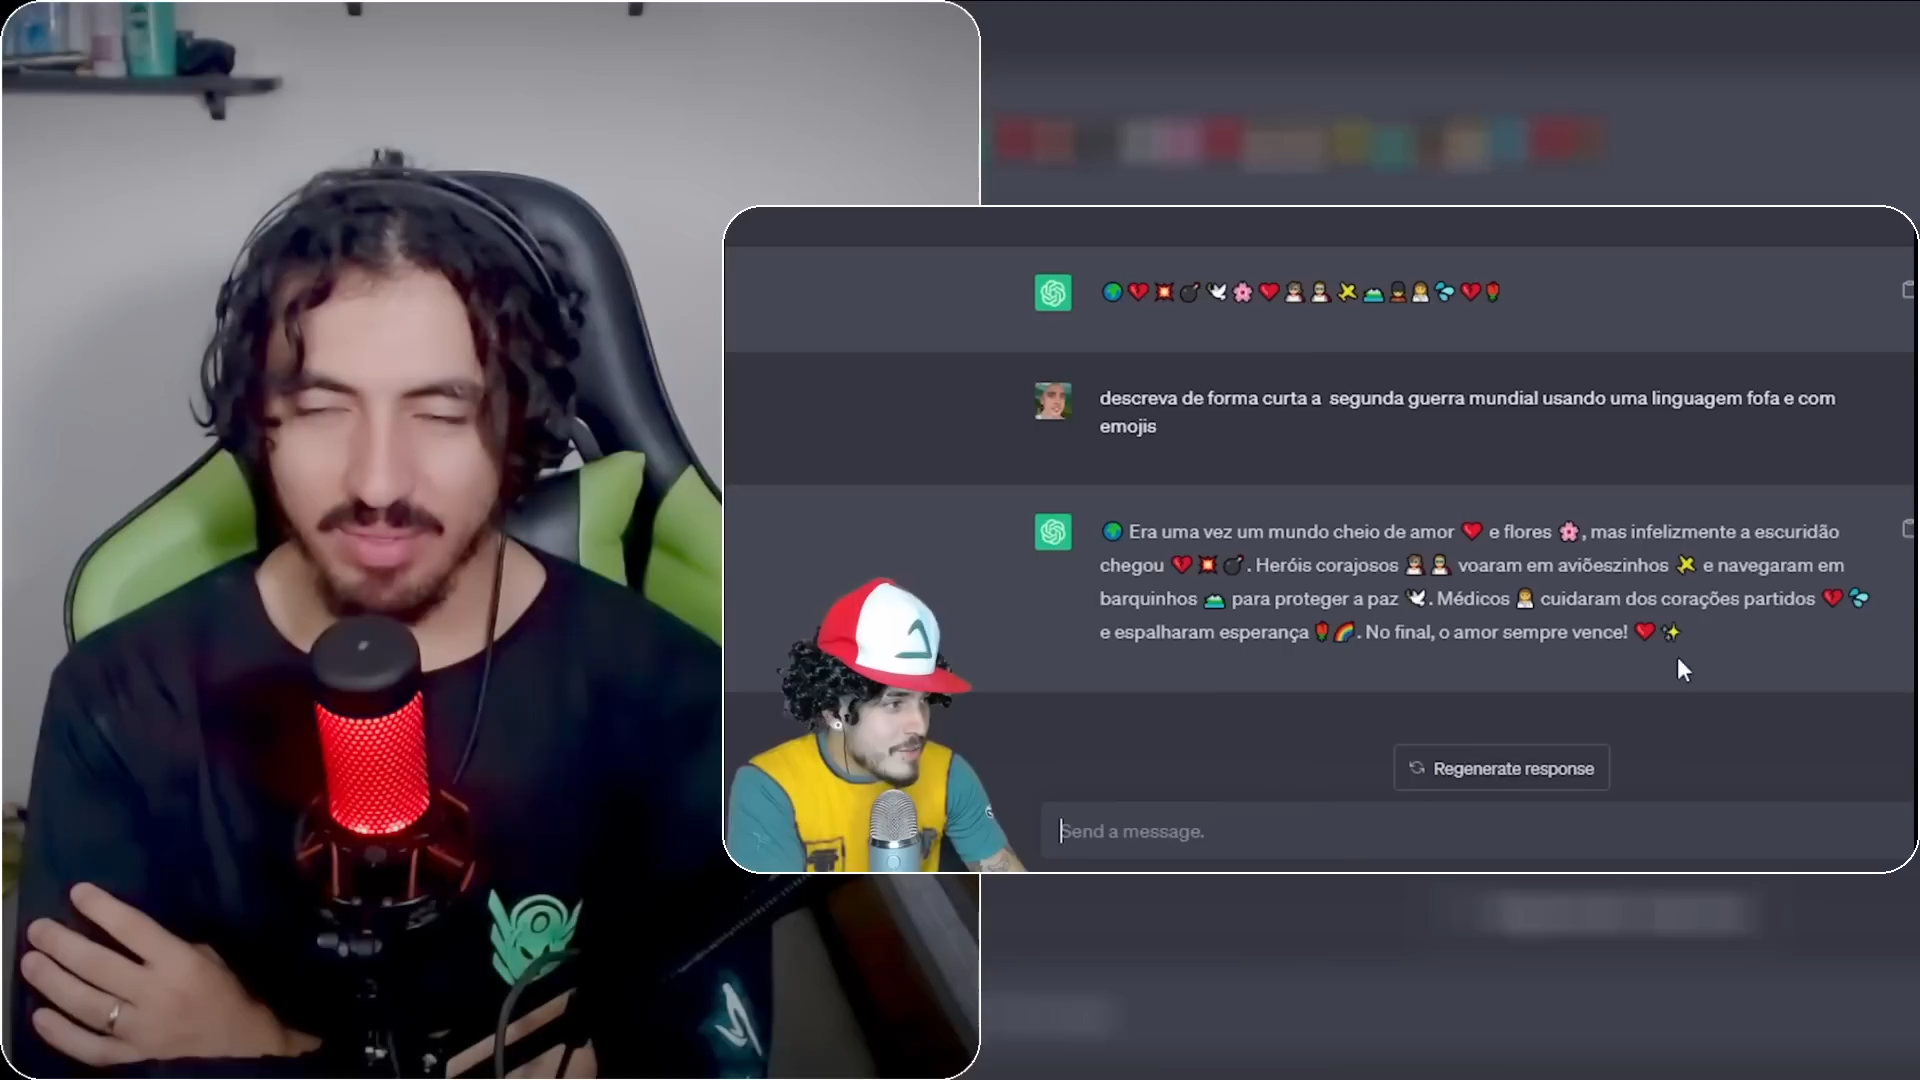 🌍💔💥💣🕊️🌸❤️👨‍✈️👩‍✈️✈️🚢💂👩‍⚕️💦💔🌹
descreva de forma curta a  segunda guerra mundial usando uma linguagem fofa e com
emojis
🌍 Era uma vez um mundo cheio de amor ❤️ e flores 🌸, mas infelizmente a escuridão
chegou 💔💥💣. Heróis corajosos 👨‍✈️👩‍✈️ voaram em aviõeszinhos ✈️ e navegaram em
barquinhos 🚢 para proteger a paz 🕊️. Médicos 👩‍⚕️ cuidaram dos corações partidos 💔💦
e espalharam esperança 🌹🌈. No final, o amor sempre vence! ❤️✨
Regenerate response
Send a message.